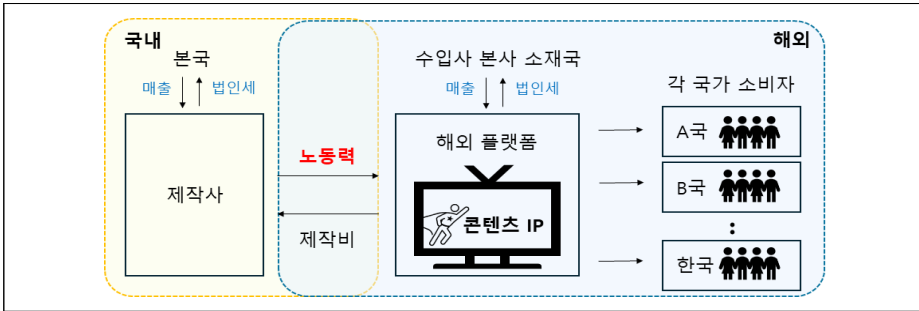 국내
해외
본국
매출
법인세
제작사
노동력
제작비
수입사 본사 소재국
매출
법인세
해외 플랫폼
콘텐츠 IP
각 국가 소비자
A국
B국
:
한국